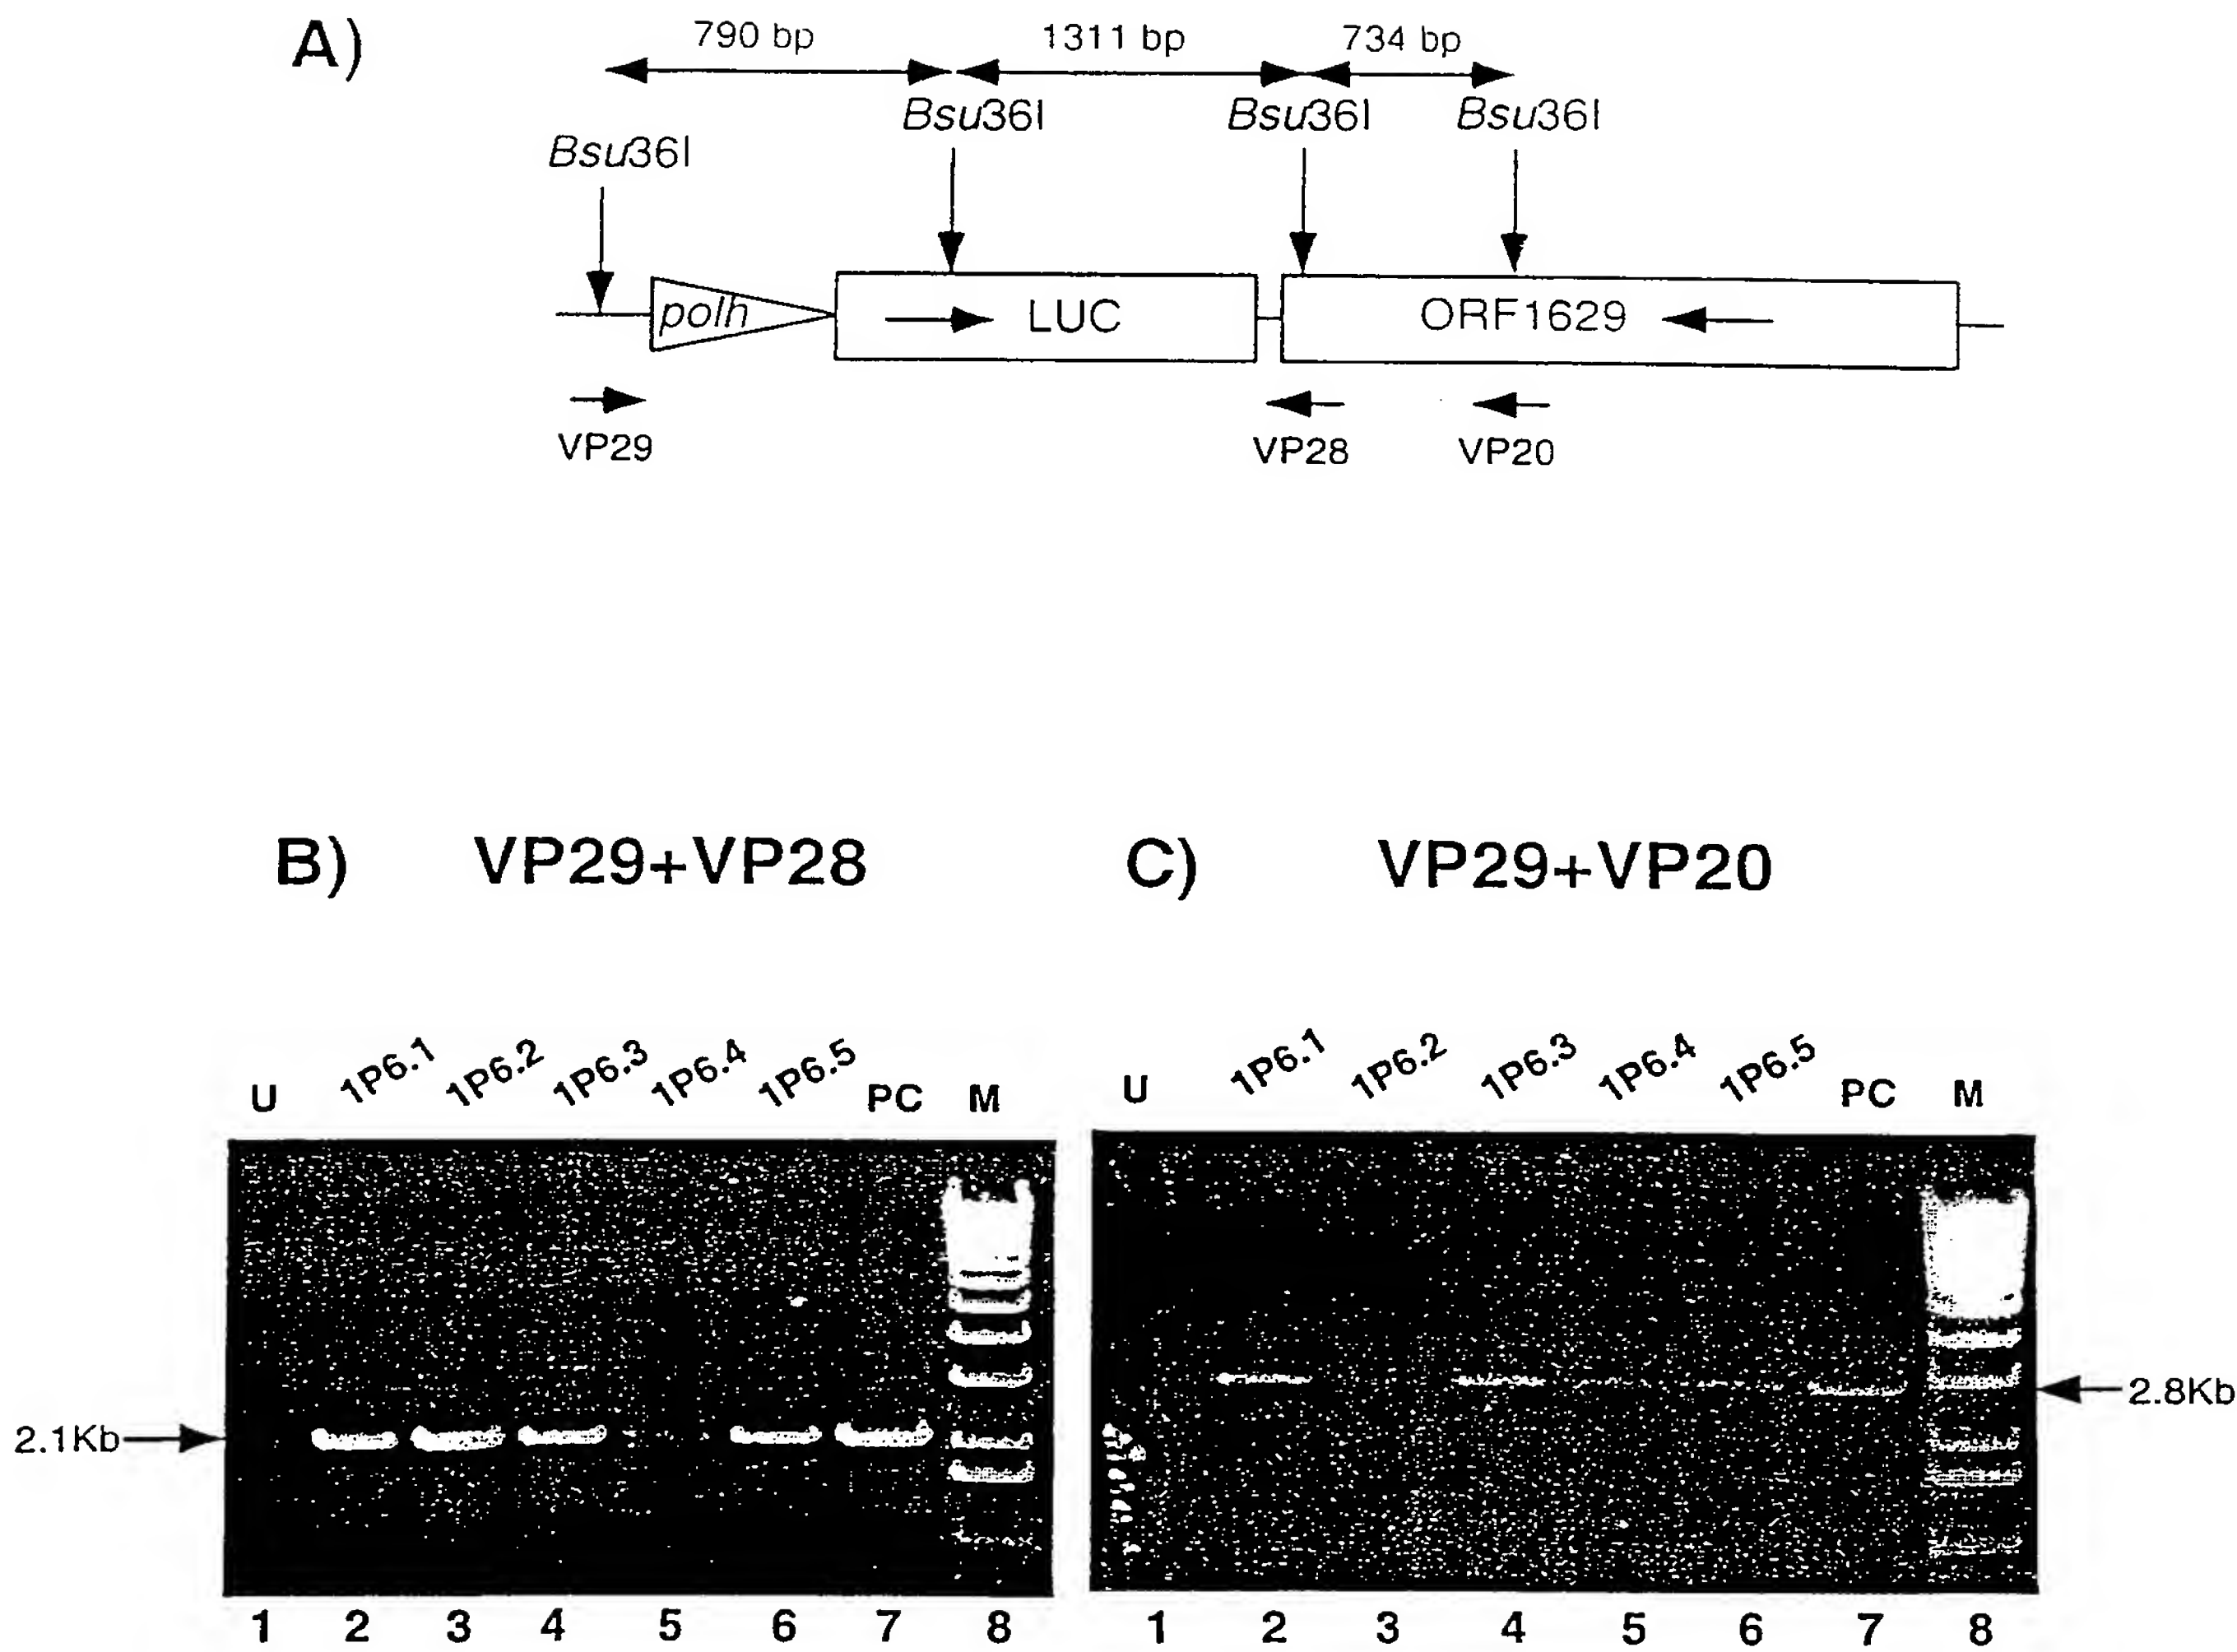 A)
790 bp
1311 bp
734 bp
Bsu36I
Bsu36I
Bsu36I
Bsu36I
polh
LUC
ORF1629
VP29
VP28
VP20
B) VP29+VP28
U 1P6.1 1P6.2 1P6.3 1P6.4 1P6.5 PC M
2.1Kb
1 2 3 4 5 6 7 8
C) VP29+VP20
U 1P6.1 1P6.2 1P6.3 1P6.4 1P6.5 PC M
2.8Kb
1 2 3 4 5 6 7 8